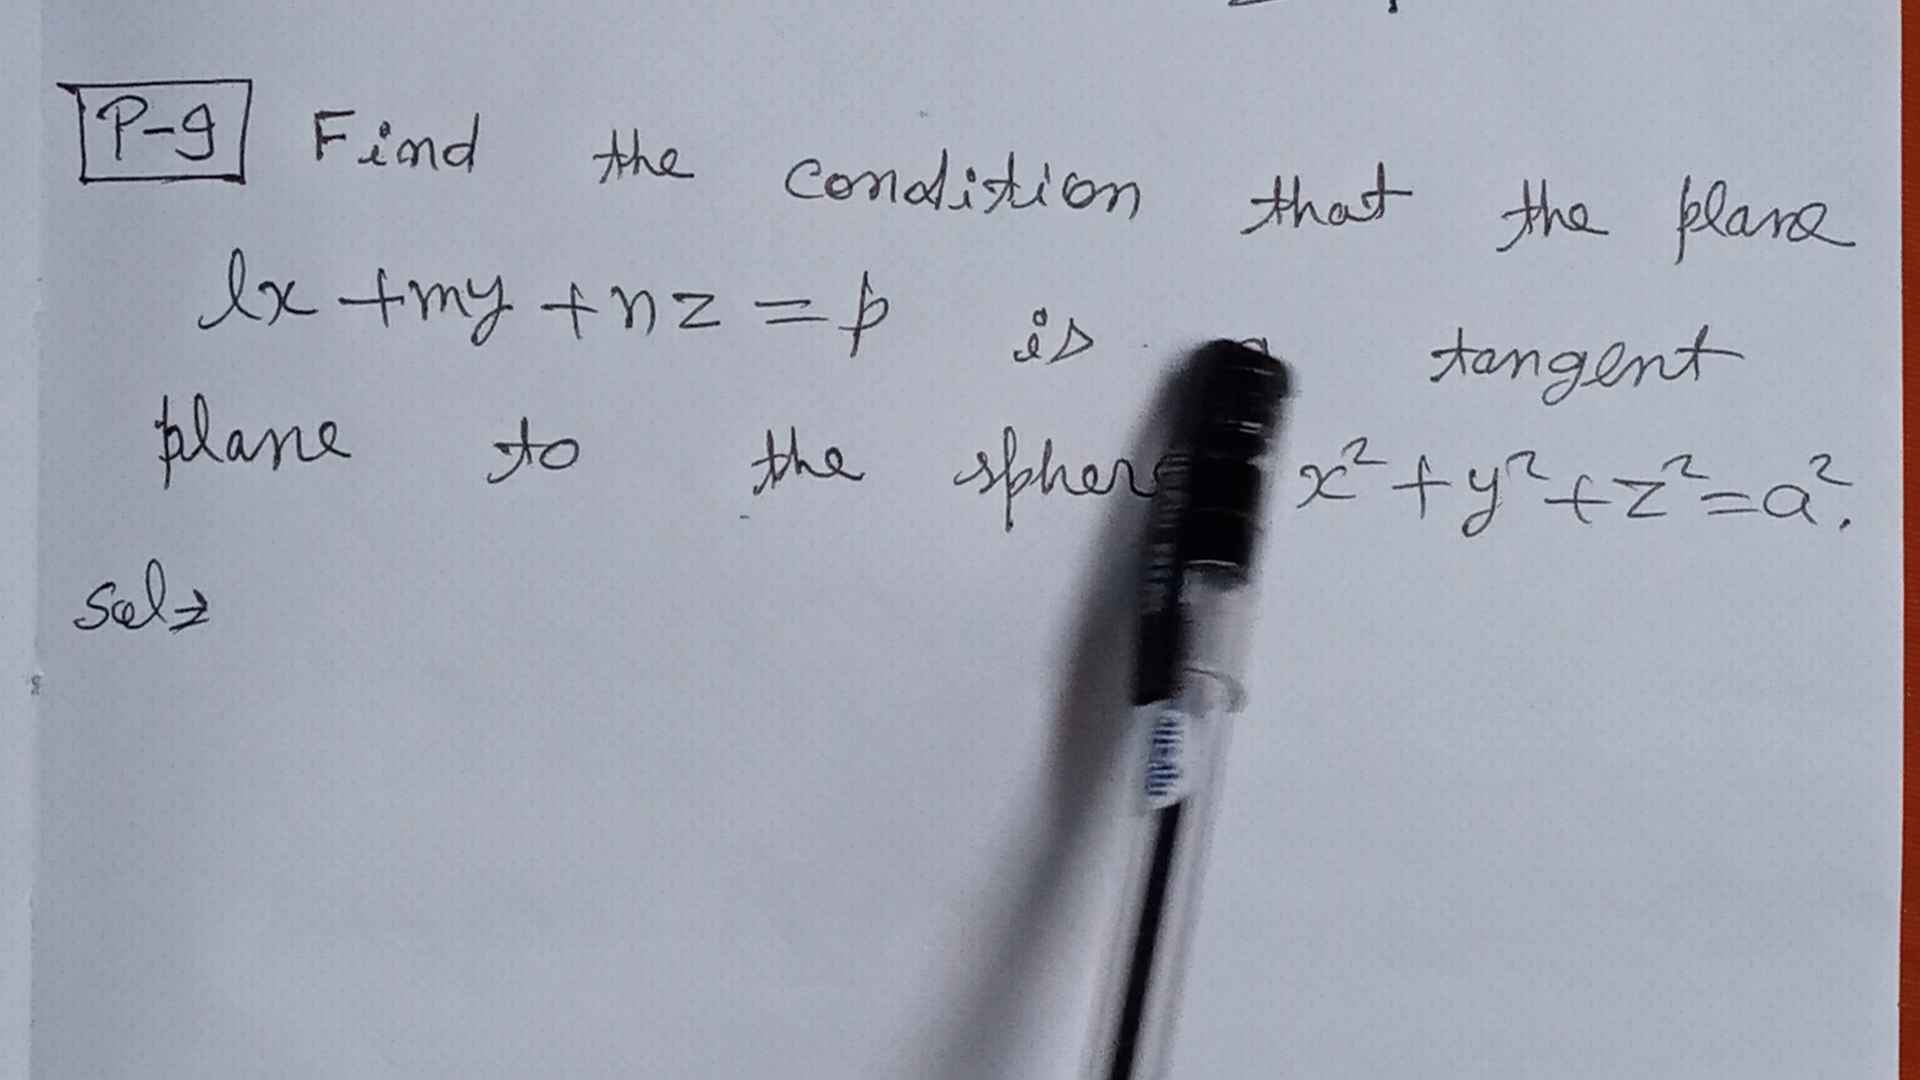 P-9 Find the condition that the plane
lx + my + nz = p is tangent
plane to the sphere x² + y² + z² = a².
Sol→